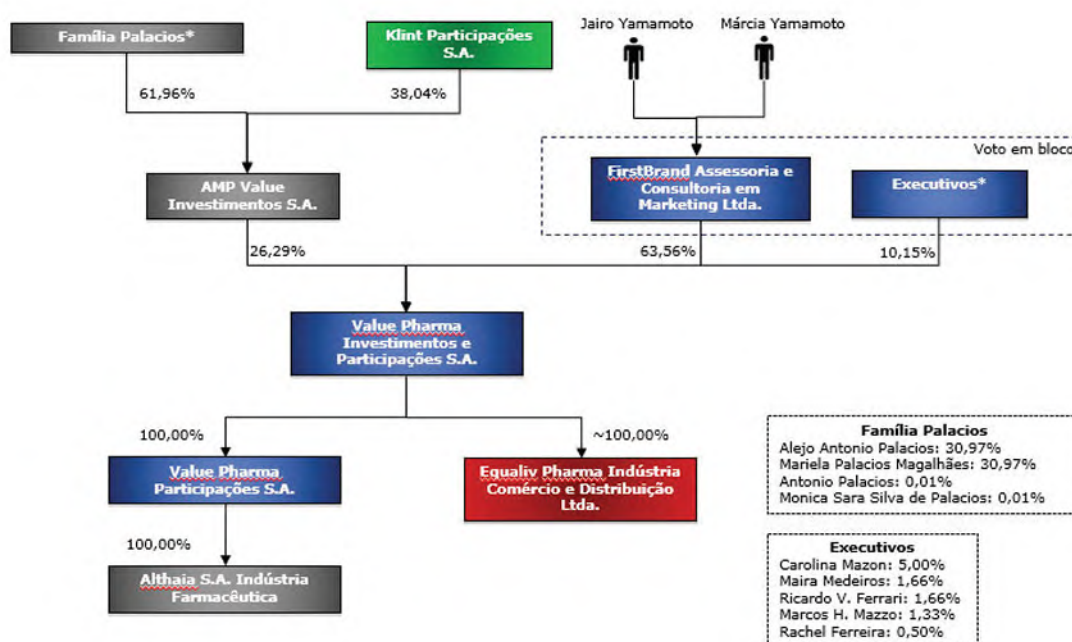 Família Palacios*
Klint Participações
S.A.
Jairo Yamamoto
Márcia Yamamoto
61,96%
38,04%
Voto em bloco
AMP Value
Investimentos S.A.
FirstBrand Assessoria e
Consultoria em
Marketing Ltda.
Executivos*
26,29%
63,56%
10,15%
Value Pharma
Investimentos e
Participações S.A.
100,00%
~100,00%
Value Pharma
Participações S.A.
Equaliv Pharma Indústria
Comércio e Distribuição
Ltda.
100,00%
Althaia S.A. Indústria
Farmacêutica
Família Palacios
Alejo Antonio Palacios: 30,97%
Mariela Palacios Magalhães: 30,97%
Antonio Palacios: 0,01%
Monica Sara Silva de Palacios: 0,01%
Executivos
Carolina Mazon: 5,00%
Maira Medeiros: 1,66%
Ricardo V. Ferrari: 1,66%
Marcos H. Mazzo: 1,33%
Rachel Ferreira: 0,50%